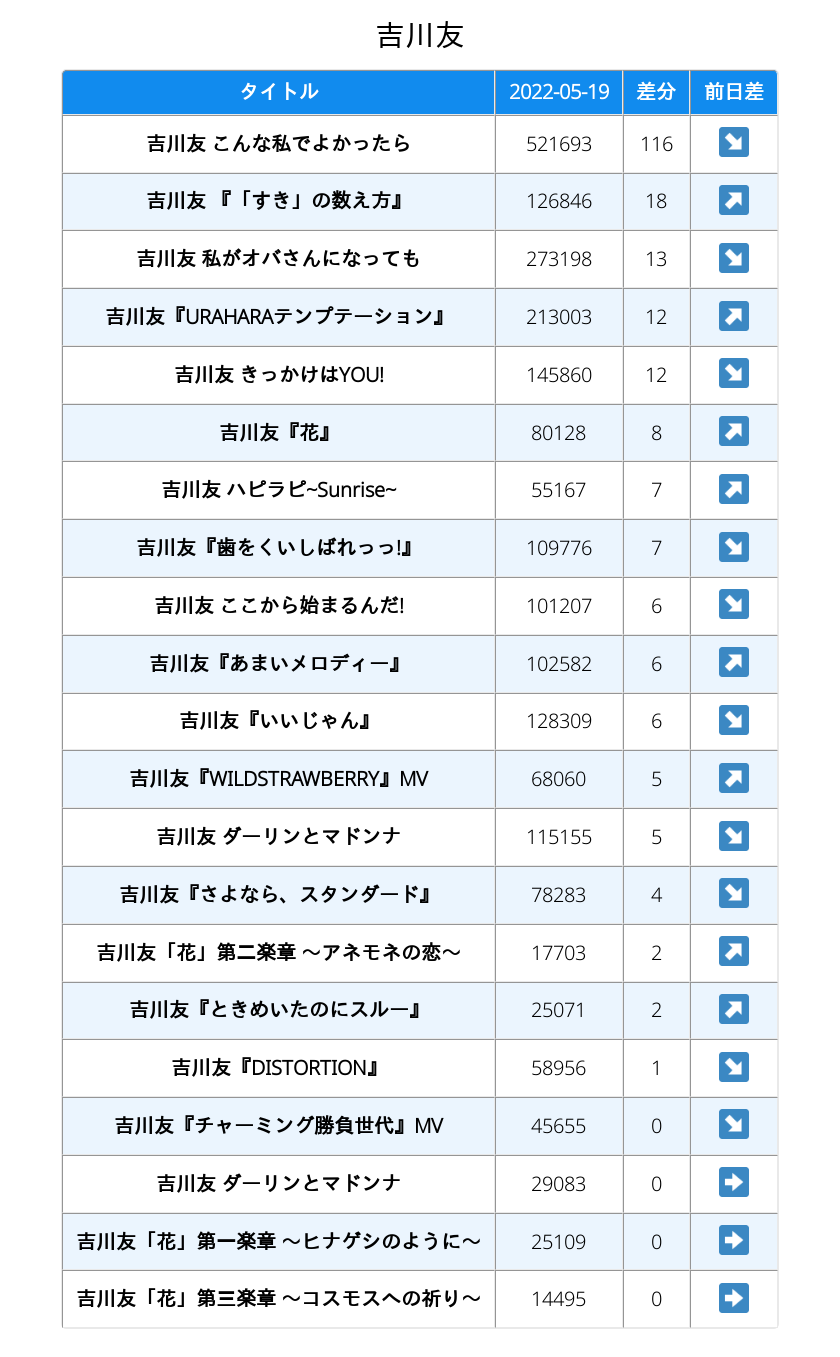 吉川友
タイトル 2022-05-19 差分 前日差
吉川友 こんな私でよかったら 521693 116 ↘
吉川友 『「すき」の数え方』 126846 18 ↗
吉川友 私がオバさんになっても 273198 13 ↘
吉川友『URAHARAテンプテーション』 213003 12 ↗
吉川友 きっかけはYOU! 145860 12 ↘
吉川友『花』 80128 8 ↗
吉川友 ハピラピ~Sunrise~ 55167 7 ↗
吉川友『歯をくいしばれっっ!』 109776 7 ↘
吉川友 ここから始まるんだ! 101207 6 ↘
吉川友『あまいメロディー』 102582 6 ↗
吉川友『いいじゃん』 128309 6 ↘
吉川友『WILDSTRAWBERRY』MV 68060 5 ↗
吉川友 ダーリンとマドンナ 115155 5 ↘
吉川友『さよなら、スタンダード』 78283 4 ↘
吉川友「花」第二楽章 〜アネモネの恋〜 17703 2 ↗
吉川友『ときめいたのにスルー』 25071 2 ↗
吉川友『DISTORTION』 58956 1 ↘
吉川友『チャーミング勝負世代』MV 45655 0 ↘
吉川友 ダーリンとマドンナ 29083 0 →
吉川友「花」第一楽章 〜ヒナゲシのように〜 25109 0 →
吉川友「花」第三楽章 〜コスモスへの祈り〜 14495 0 →